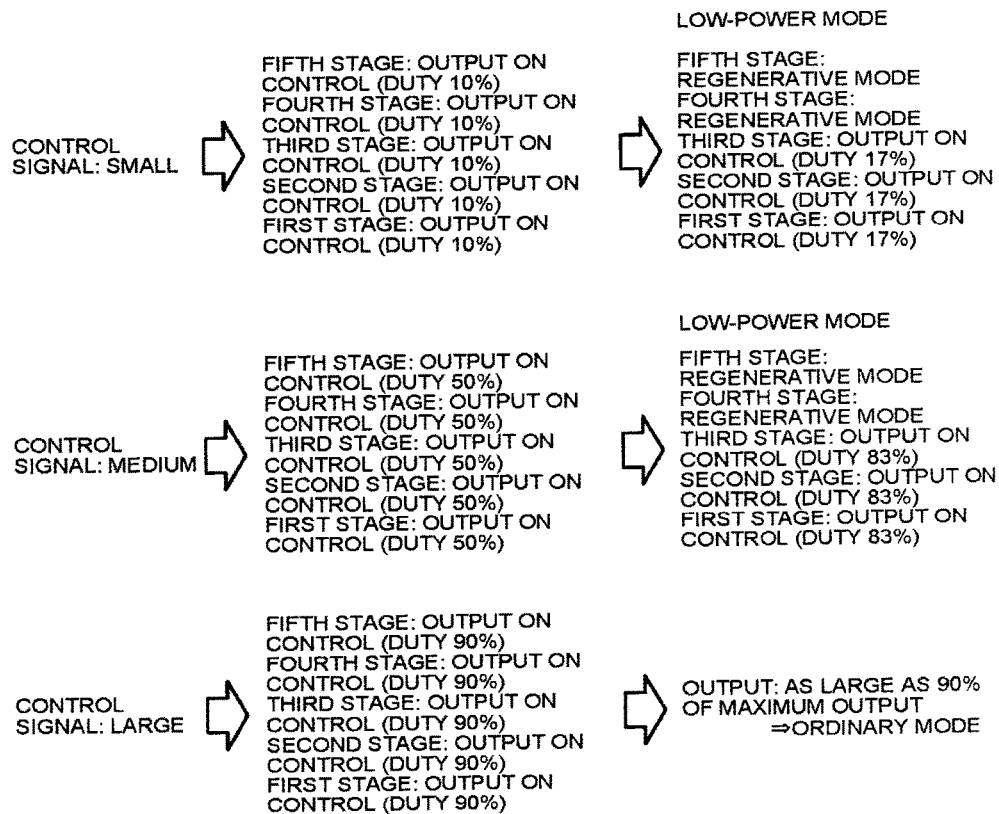 CONTROL
SIGNAL: SMALL
FIFTH STAGE: OUTPUT ON
CONTROL (DUTY 10%)
FOURTH STAGE: OUTPUT ON
CONTROL (DUTY 10%)
THIRD STAGE: OUTPUT ON
CONTROL (DUTY 10%)
SECOND STAGE: OUTPUT ON
CONTROL (DUTY 10%)
FIRST STAGE: OUTPUT ON
CONTROL (DUTY 10%)
LOW-POWER MODE
FIFTH STAGE:
REGENERATIVE MODE
FOURTH STAGE:
REGENERATIVE MODE
THIRD STAGE: OUTPUT ON
CONTROL (DUTY 17%)
SECOND STAGE: OUTPUT ON
CONTROL (DUTY 17%)
FIRST STAGE: OUTPUT ON
CONTROL (DUTY 17%)
CONTROL
SIGNAL: MEDIUM
FIFTH STAGE: OUTPUT ON
CONTROL (DUTY 50%)
FOURTH STAGE: OUTPUT ON
CONTROL (DUTY 50%)
THIRD STAGE: OUTPUT ON
CONTROL (DUTY 50%)
SECOND STAGE: OUTPUT ON
CONTROL (DUTY 50%)
FIRST STAGE: OUTPUT ON
CONTROL (DUTY 50%)
LOW-POWER MODE
FIFTH STAGE:
REGENERATIVE MODE
FOURTH STAGE:
REGENERATIVE MODE
THIRD STAGE: OUTPUT ON
CONTROL (DUTY 83%)
SECOND STAGE: OUTPUT ON
CONTROL (DUTY 83%)
FIRST STAGE: OUTPUT ON
CONTROL (DUTY 83%)
CONTROL
SIGNAL: LARGE
FIFTH STAGE: OUTPUT ON
CONTROL (DUTY 90%)
FOURTH STAGE: OUTPUT ON
CONTROL (DUTY 90%)
THIRD STAGE: OUTPUT ON
CONTROL (DUTY 90%)
SECOND STAGE: OUTPUT ON
CONTROL (DUTY 90%)
FIRST STAGE: OUTPUT ON
CONTROL (DUTY 90%)
OUTPUT: AS LARGE AS 90%
OF MAXIMUM OUTPUT
⇒ORDINARY MODE